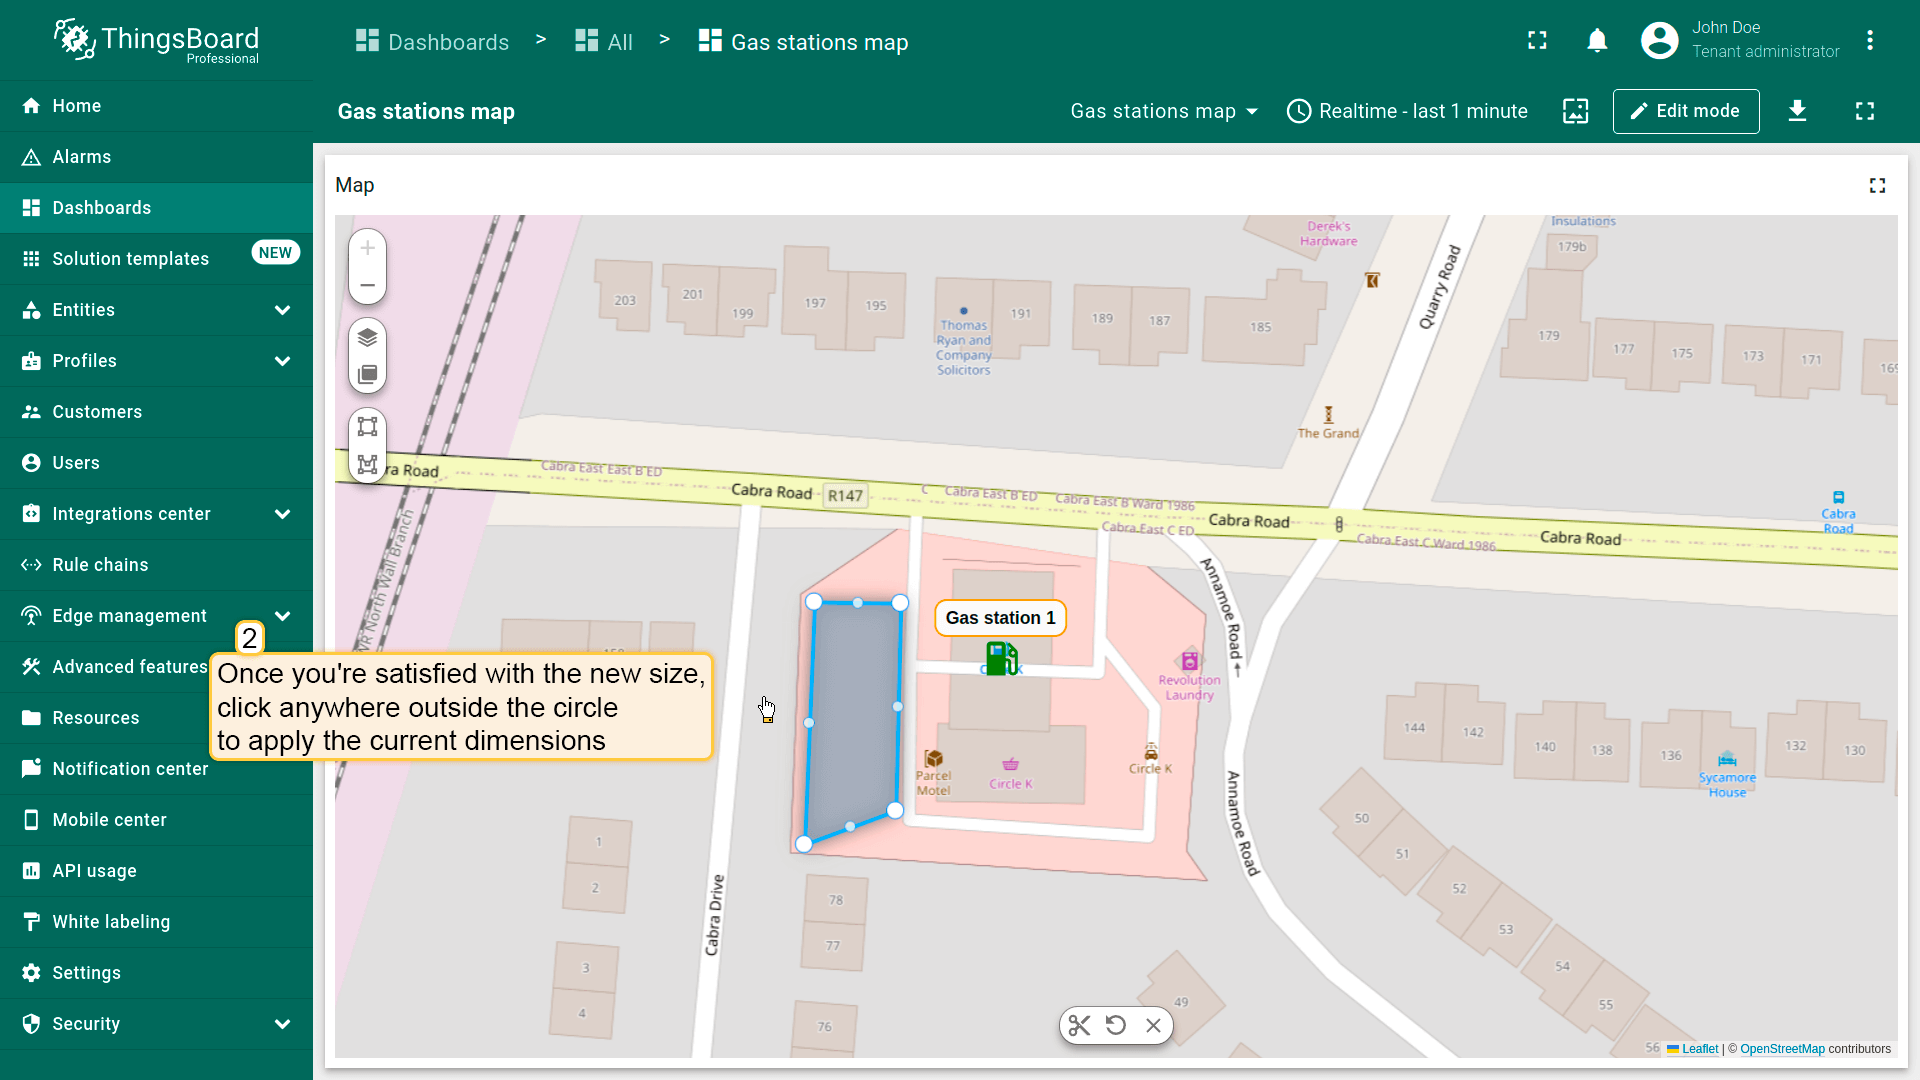 ThingsBoard
Professional
Dashboards > All > Gas stations map
John Doe
Tenant administrator
Home
Alarms
Dashboards
Solution templates NEW
Entities
Profiles
Customers
Users
Integrations center
Rule chains
Edge management
Advanced features
Resources
Notification center
Mobile center
API usage
White labeling
Settings
Security
Gas stations map
Gas stations map
Realtime - last 1 minute
Edit mode
Map
Derek's
Hardware
Insulations
179b
Quarry Road
203
201
199
197
195
Thomas
Ryan and
Company
Solicitors
191
189
187
185
179
177
175
173
171
169
The Grand
Cabra
Road
ra Road
Cabra East East B ED
Cabra Road
R147
C
Cabra East B ED
Cabra East B Ward 1986
Cabra East C ED
Cabra Road
Cabra East C Ward 1986
Cabra Road
WR North Wall Branch
Annamoe Road
Gas station 1
Revolution
Laundry
2
Once you're satisfied with the new size,
click anywhere outside the circle
to apply the current dimensions
Parcel
Motel
Circle K
Circle K
144
142
140
138
136
Sycamore
House
132
130
Annamoe Road
1
2
3
4
Cabra Drive
78
77
76
49
50
51
52
53
54
55
56
Leaflet | © OpenStreetMap contributors